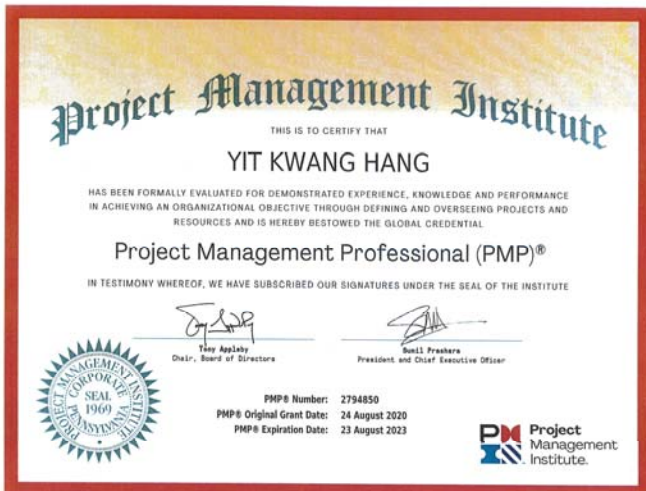 Project Management Institute
THIS IS TO CERTIFY THAT
YIT KWANG HANG
HAS BEEN FORMALLY EVALUATED FOR DEMONSTRATED EXPERIENCE, KNOWLEDGE AND PERFORMANCE
IN ACHIEVING AN ORGANIZATIONAL OBJECTIVE THROUGH DEFINING AND OVERSEEING PROJECTS AND
RESOURCES AND IS HEREBY BESTOWED THE GLOBAL CREDENTIAL
Project Management Professional (PMP)®
IN TESTIMONY WHEREOF, WE HAVE SUBSCRIBED OUR SIGNATURES UNDER THE SEAL OF THE INSTITUTE
Tony Appleby
Chair, Board of Directors
Sunil Prashara
President and Chief Executive Officer
PROJECT MANAGEMENT INSTITUTE
CORPORATE
SEAL
1969
PENNSYLVANIA
PMP® Number: 2794850
PMP® Original Grant Date: 24 August 2020
PMP® Expiration Date: 23 August 2023
PM
Project
Management
Institute.